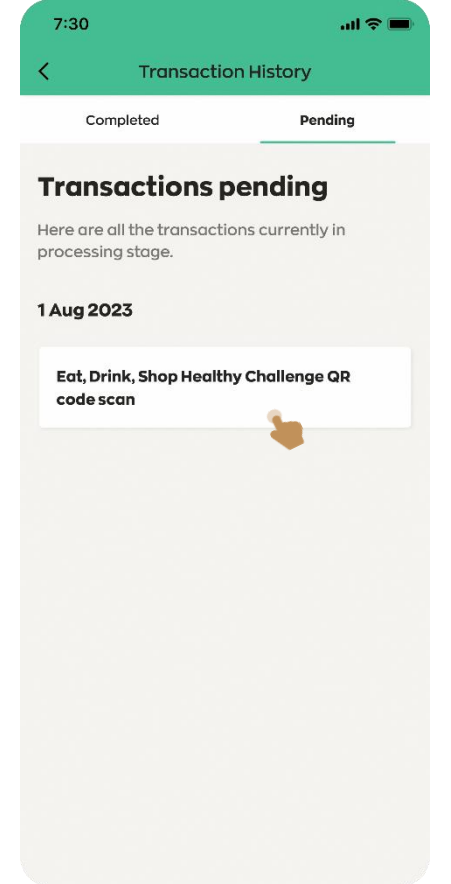 7:30
Transaction History
Completed
Pending
Transactions pending
Here are all the transactions currently in
processing stage.
1 Aug 2023
Eat, Drink, Shop Healthy Challenge QR
code scan